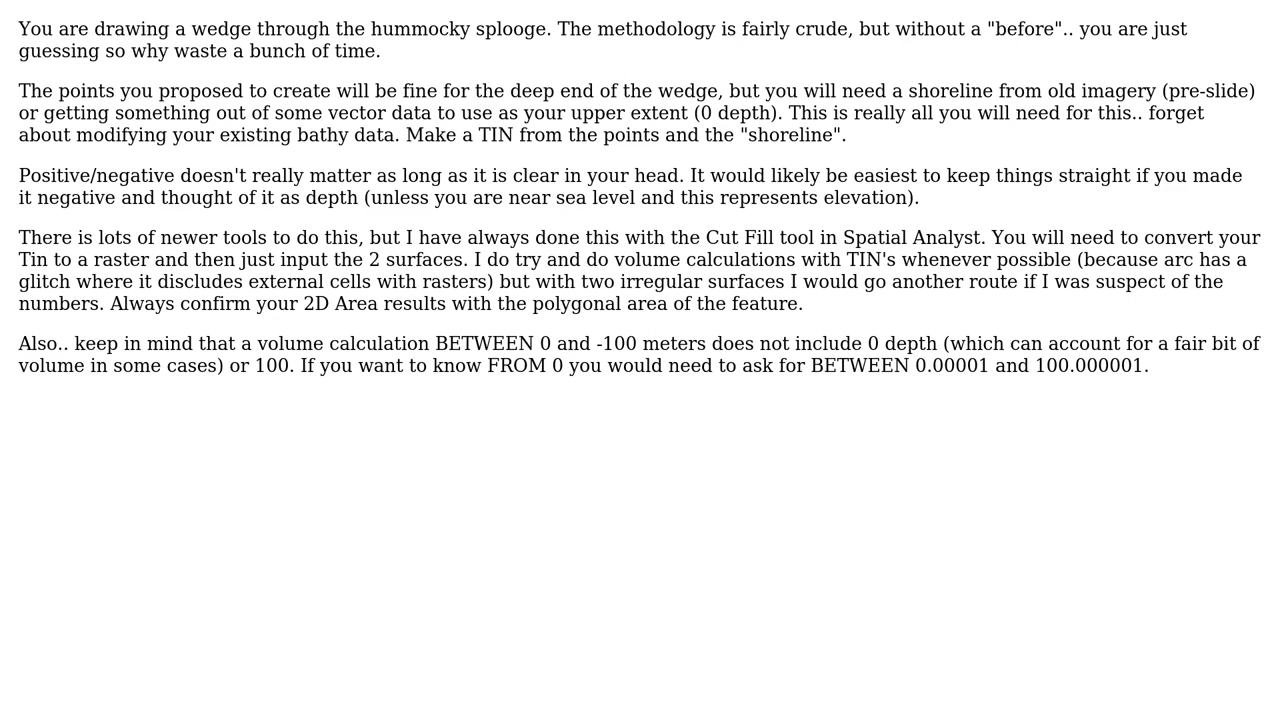 You are drawing a wedge through the hummocky splooge. The methodology is fairly crude, but without a "before".. you are just
guessing so why waste a bunch of time.
The points you proposed to create will be fine for the deep end of the wedge, but you will need a shoreline from old imagery (pre-slide)
or getting something out of some vector data to use as your upper extent (0 depth). This is really all you will need for this.. forget
about modifying your existing bathy data. Make a TIN from the points and the "shoreline".
Positive/negative doesn't really matter as long as it is clear in your head. It would likely be easiest to keep things straight if you made
it negative and thought of it as depth (unless you are near sea level and this represents elevation).
There is lots of newer tools to do this, but I have always done this with the Cut Fill tool in Spatial Analyst. You will need to convert your
Tin to a raster and then just input the 2 surfaces. I do try and do volume calculations with TIN's whenever possible (because arc has a
glitch where it discludes external cells with rasters) but with two irregular surfaces I would go another route if I was suspect of the
numbers. Always confirm your 2D Area results with the polygonal area of the feature.
Also.. keep in mind that a volume calculation BETWEEN 0 and -100 meters does not include 0 depth (which can account for a fair bit of
volume in some cases) or 100. If you want to know FROM 0 you would need to ask for BETWEEN 0.00001 and 100.000001.